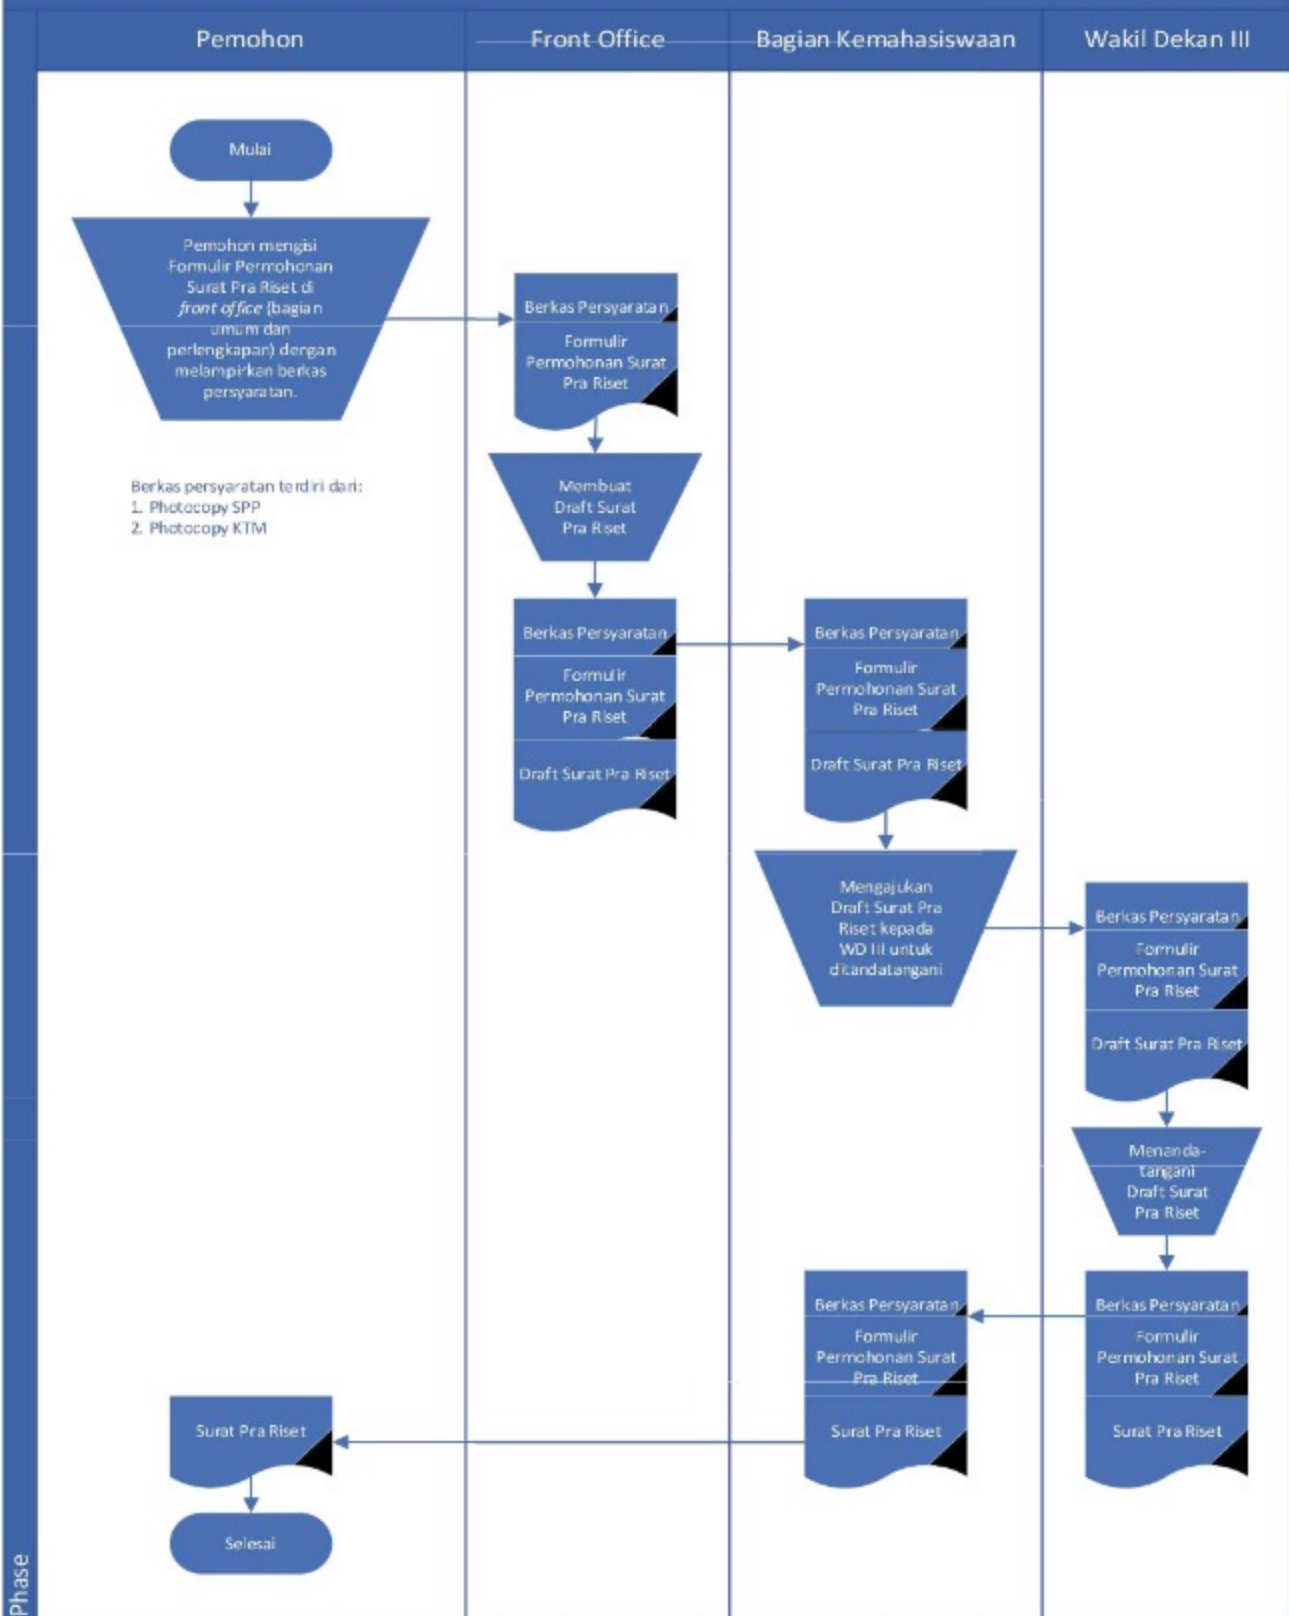 Pemohon
Front Office
Bagian Kemahasiswaan
Wakil Dekan III
Mulai
Pemohon mengisi
Formulir Permohonan
Surat Pra Riset di
front office (bagian
umum dan
perlengkapan) dengan
melampirkan berkas
persyaratan.
Berkas persyaratan terdiri dari:
1. Photocopy SPP
2. Photocopy KTM
Berkas Persyaratan
Formulir
Permohonan Surat
Pra Riset
Membuat
Draft Surat
Pra Riset
Berkas Persyaratan
Formulir
Permohonan Surat
Pra Riset
Draft Surat Pra Riset
Berkas Persyaratan
Formulir
Permohonan Surat
Pra Riset
Draft Surat Pra Riset
Mengajukan
Draft Surat Pra
Riset kepada
WD III untuk
ditandatangani
Berkas Persyaratan
Formulir
Permohonan Surat
Pra Riset
Draft Surat Pra Riset
Menanda-
tangani
Draft Surat
Pra Riset
Berkas Persyaratan
Formulir
Permohonan Surat
Pra Riset
Surat Pra Riset
Berkas Persyaratan
Formulir
Permohonan Surat
Pra Riset
Surat Pra Riset
Surat Pra Riset
Selesai
Phase